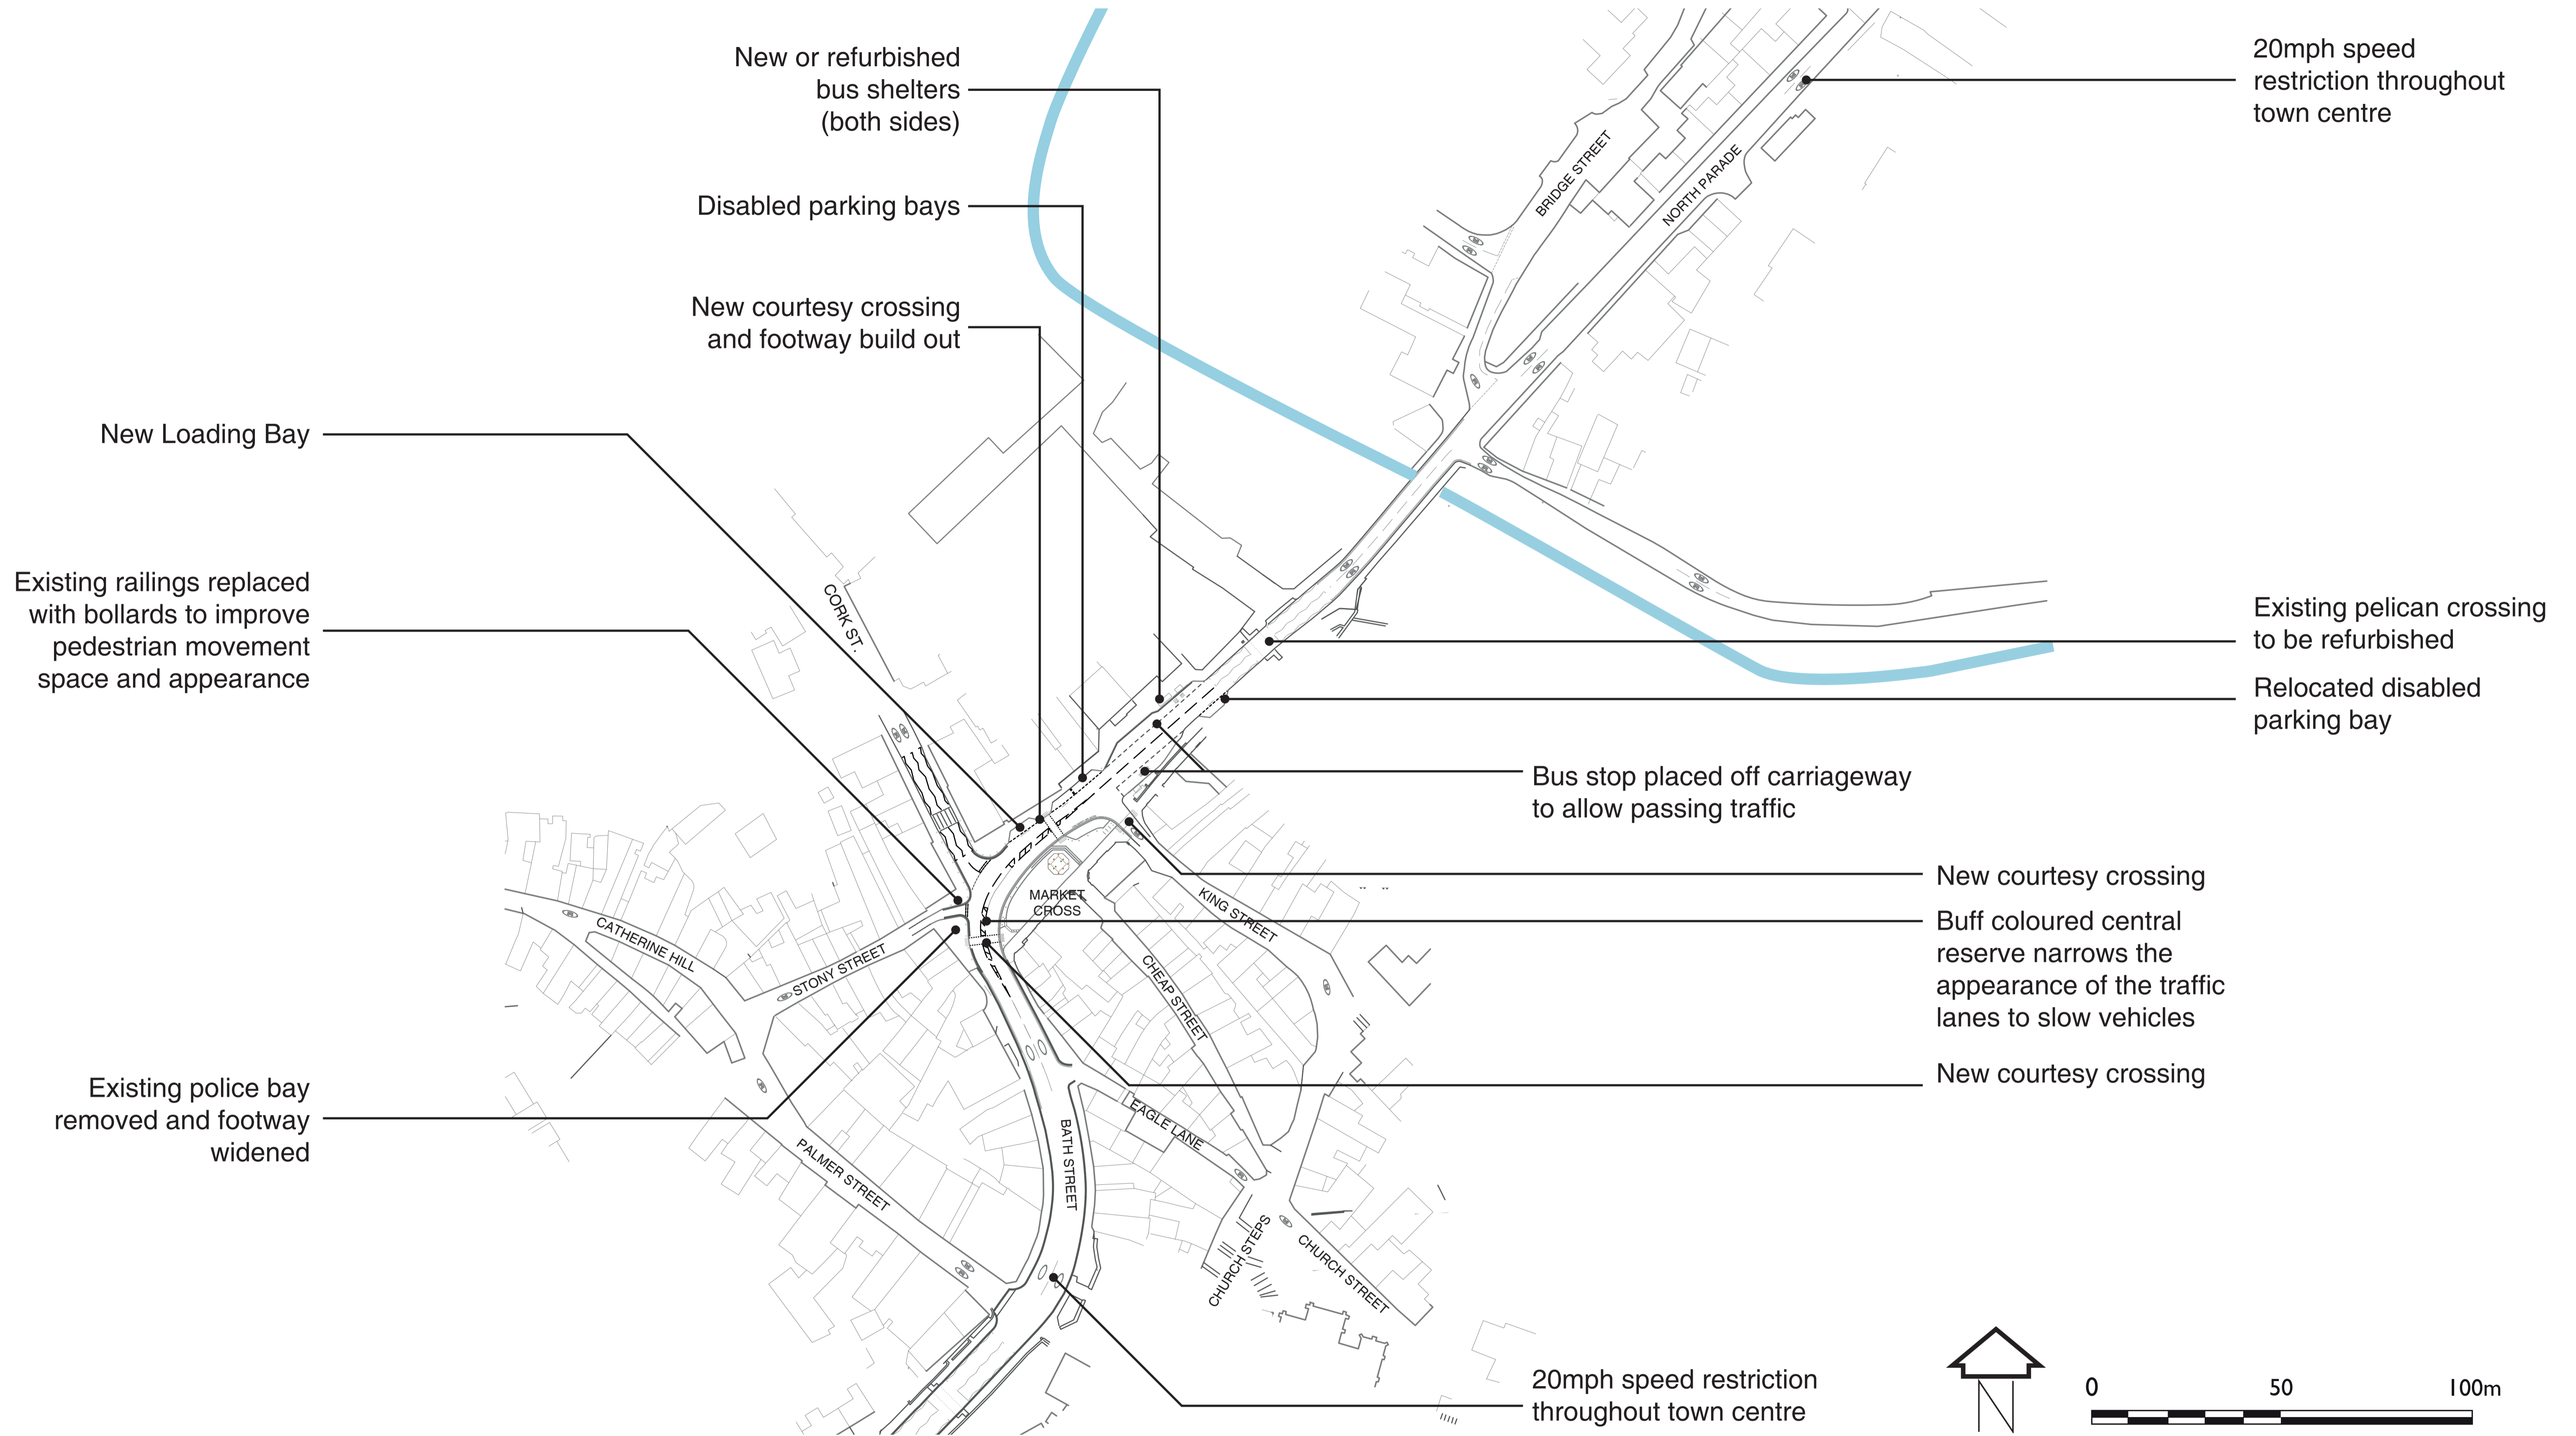 New or refurbished
bus shelters
(both sides)
20mph speed
restriction throughout
town centre
Disabled parking bays
BRIDGE STREET
NORTH PARADE
New courtesy crossing
and footway build out
New Loading Bay
Existing railings replaced
with bollards to improve
pedestrian movement
space and appearance
CORK ST.
Existing pelican crossing
to be refurbished
Relocated disabled
parking bay
Bus stop placed off carriageway
to allow passing traffic
MARKET
CROSS
KING STREET
New courtesy crossing
Buff coloured central
reserve narrows the
appearance of the traffic
lanes to slow vehicles
CATHERINE HILL
STONY STREET
CHEAP STREET
New courtesy crossing
Existing police bay
removed and footway
widened
EAGLE LANE
BATH STREET
PALMER STREET
CHURCH STEPS
CHURCH STREET
20mph speed restriction
throughout town centre
N
0 50 100m